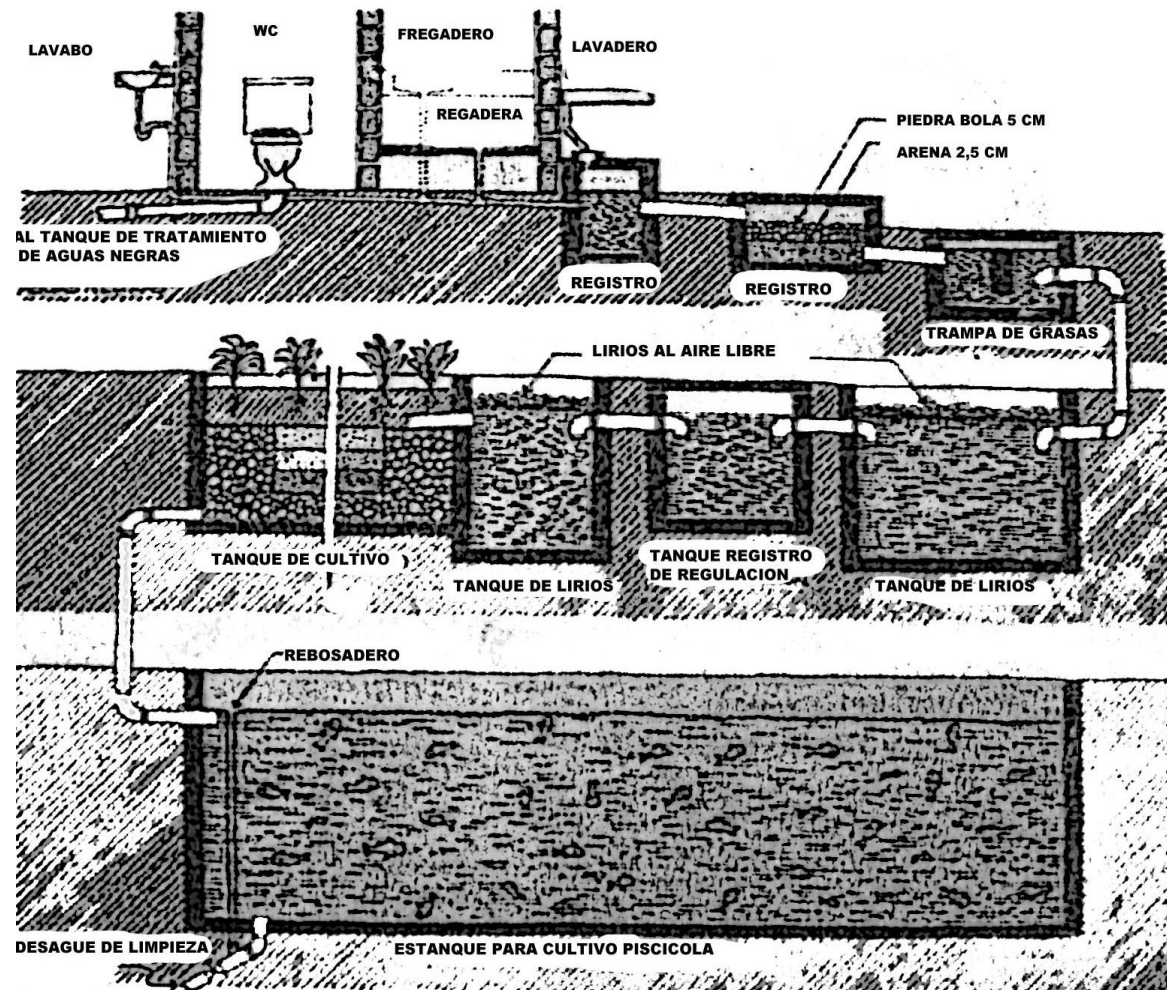 LAVABO
WC
FREGADERO
LAVADERO
REGADERA
PIEDRA BOLA 5 CM
ARENA 2,5 CM
AL TANQUE DE TRATAMIENTO
DE AGUAS NEGRAS
REGISTRO
REGISTRO
TRAMPA DE GRASAS
LIRIOS AL AIRE LIBRE
TANQUE DE CULTIVO
TANQUE DE LIRIOS
TANQUE REGISTRO
DE REGULACION
TANQUE DE LIRIOS
REBOSADERO
DESAGUE DE LIMPIEZA
ESTANQUE PARA CULTIVO PISCICOLA